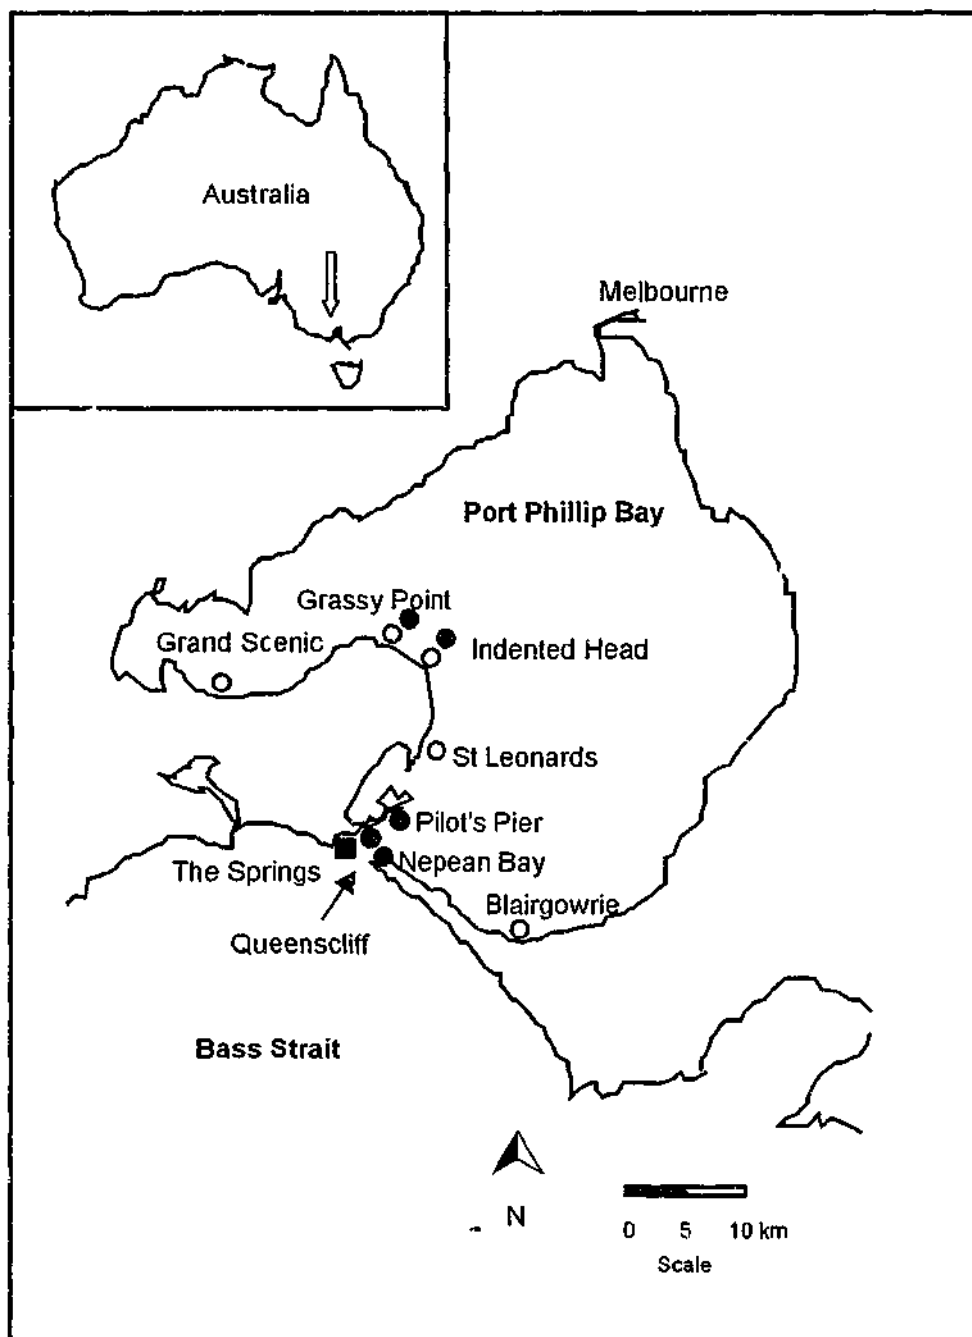 Australia
Melbourne
Port Phillip Bay
Grassy Point
Grand Scenic
Indented Head
St Leonards
Pilot's Pier
The Springs
Nepean Bay
Blairgowrie
Queenscliff
Bass Strait
N
0 5 10 km
Scale